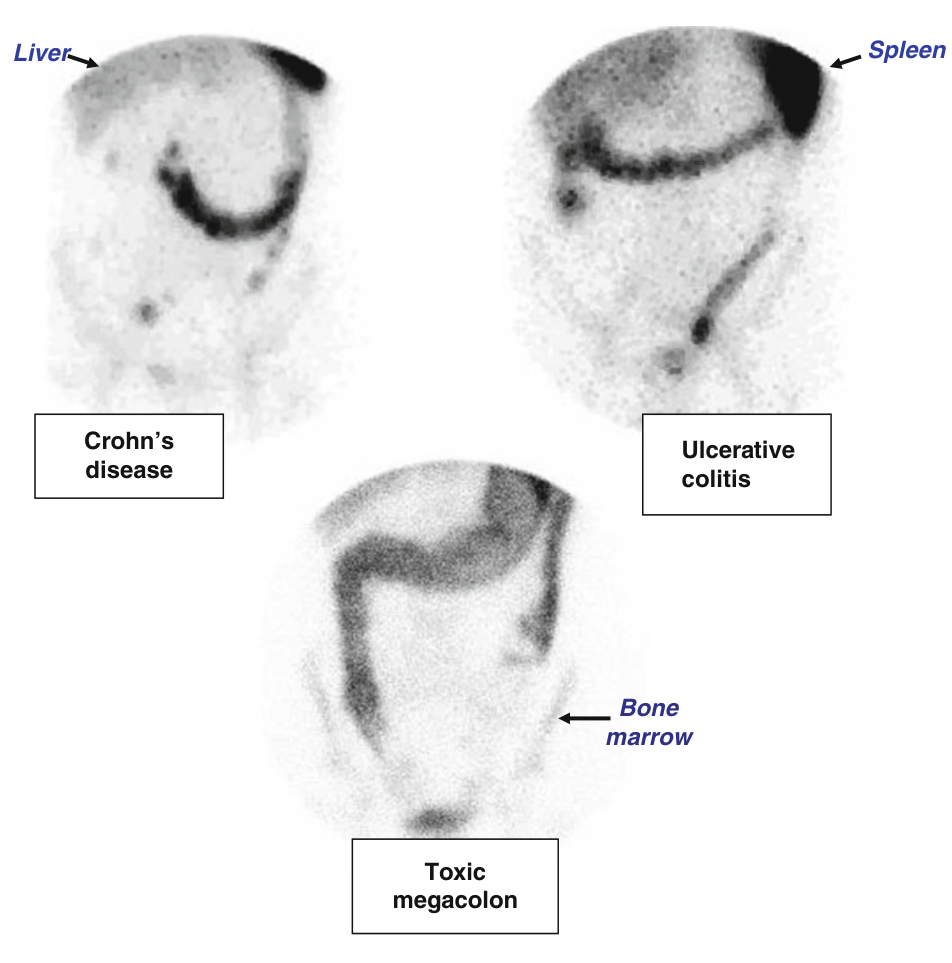 Liver
Spleen
Crohn's
disease
Ulcerative
colitis
Bone
marrow
Toxic
megacolon